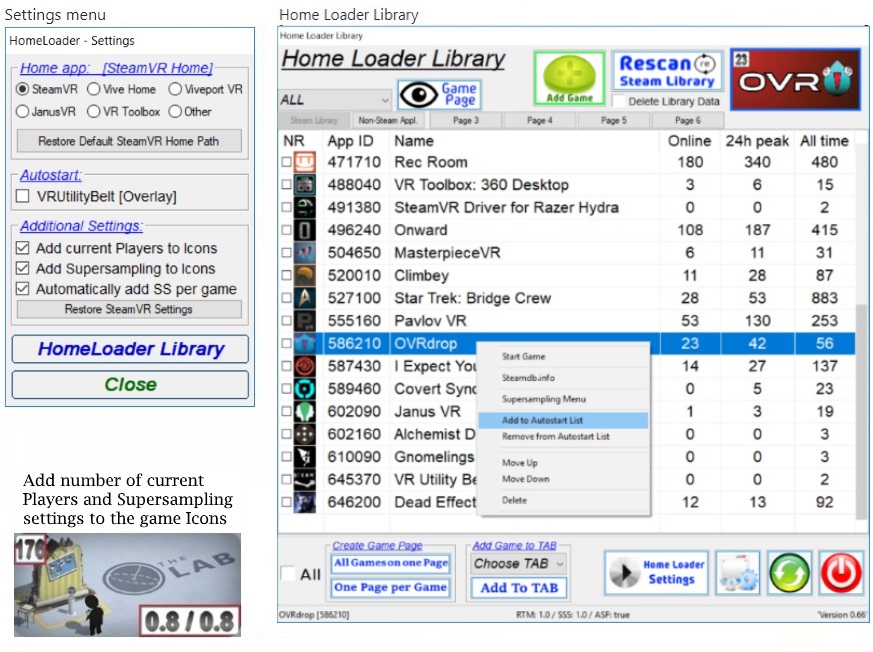 Settings menu
HomeLoader - Settings
Home app: [SteamVR Home]
SteamVR Vive Home Viveport VR
JanusVR VR Toolbox Other
Restore Default SteamVR Home Path
Autostart:
VRUtilityBelt [Overlay]
Additional Settings:
Add current Players to Icons
Add Supersampling to Icons
Automatically add SS per game
Restore SteamVR Settings
HomeLoader Library
Close
Add number of current
Players and Supersampling
settings to the game Icons
176
THE
LAB
0.8 / 0.8
Home Loader Library
Home Loader Library
Home Loader Library
ALL
Game
Page
Add Game
Rescan re
Steam Library
Delete Library Data
23
OVR
Steam Library Non-Steam Appl. Page 3 Page 4 Page 5 Page 6
NR App ID Name Online 24h peak All time
471710 Rec Room 180 340 480
488040 VR Toolbox: 360 Desktop 3 6 15
491380 SteamVR Driver for Razer Hydra 0 0 2
496240 Onward 108 187 415
504650 MasterpieceVR 6 11 31
520010 Climbey 11 28 87
527100 Star Trek: Bridge Crew 28 53 883
555160 Pavlov VR 53 130 253
586210 OVRdrop 23 42 56
587430 I Expect You 14 27 137
589460 Covert Sync 0 5 23
602090 Janus VR 1 3 19
602160 Alchemist D 0 0 3
610090 Gnomelings 0 0 3
645370 VR Utility Be 0 0 2
646200 Dead Effect 12 13 92
Start Game
Steamdb.info
Supersampling Menu
Add to Autostart List
Remove from Autostart List
Move Up
Move Down
Delete
All
Create Game Page
All Games on one Page
One Page per Game
Add Game to TAB
Choose TAB
Add To TAB
Home Loader
Settings
OVRdrop [586210] RTM: 1.0 / SSS: 1.0 / ASF: true 'Version 0.66'